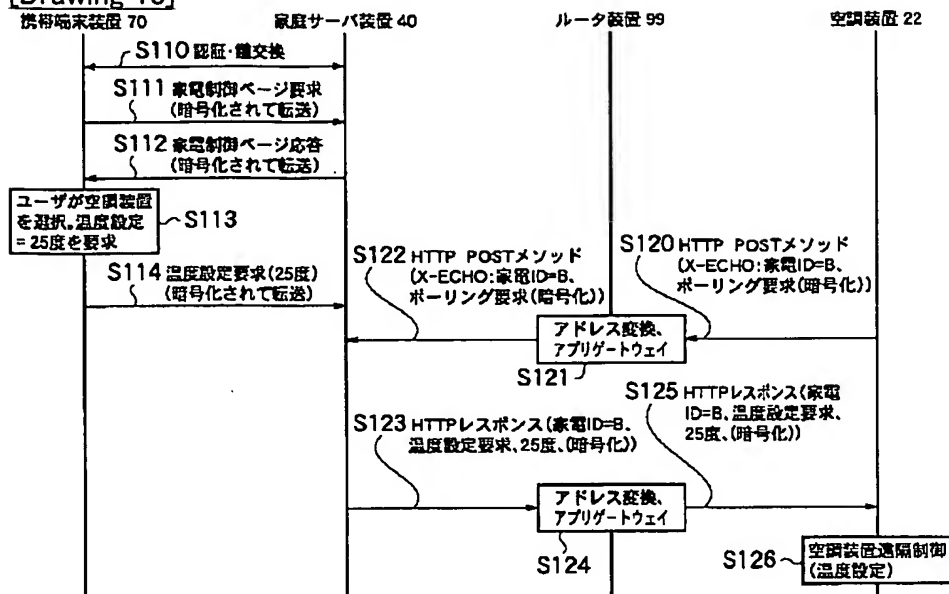 [Drawing 10]
携帯端末装置 70
家庭サーバ装置 40
ルータ装置 99
空調装置 22
S110 認証・鍵交換
S111 家電制御ページ要求
(暗号化されて転送)
S112 家電制御ページ応答
(暗号化されて転送)
ユーザが空調装置
を選択。温度設定
=25度を要求
S113
S114 温度設定要求(25度)
(暗号化されて転送)
S122 HTTP POSTメソッド
(X-ECHO:家電ID=B、
ポーリング要求(暗号化))
S120 HTTP POSTメソッド
(X-ECHO:家電ID=B、
ポーリング要求(暗号化))
アドレス変換、
アプリゲートウェイ
S121
S125 HTTPレスポンス(家電
ID=B、温度設定要求、
25度、(暗号化))
S123 HTTPレスポンス(家電ID=B、
温度設定要求、25度、(暗号化))
アドレス変換、
アプリゲートウェイ
S124
S126
空調装置遠隔制御
(温度設定)